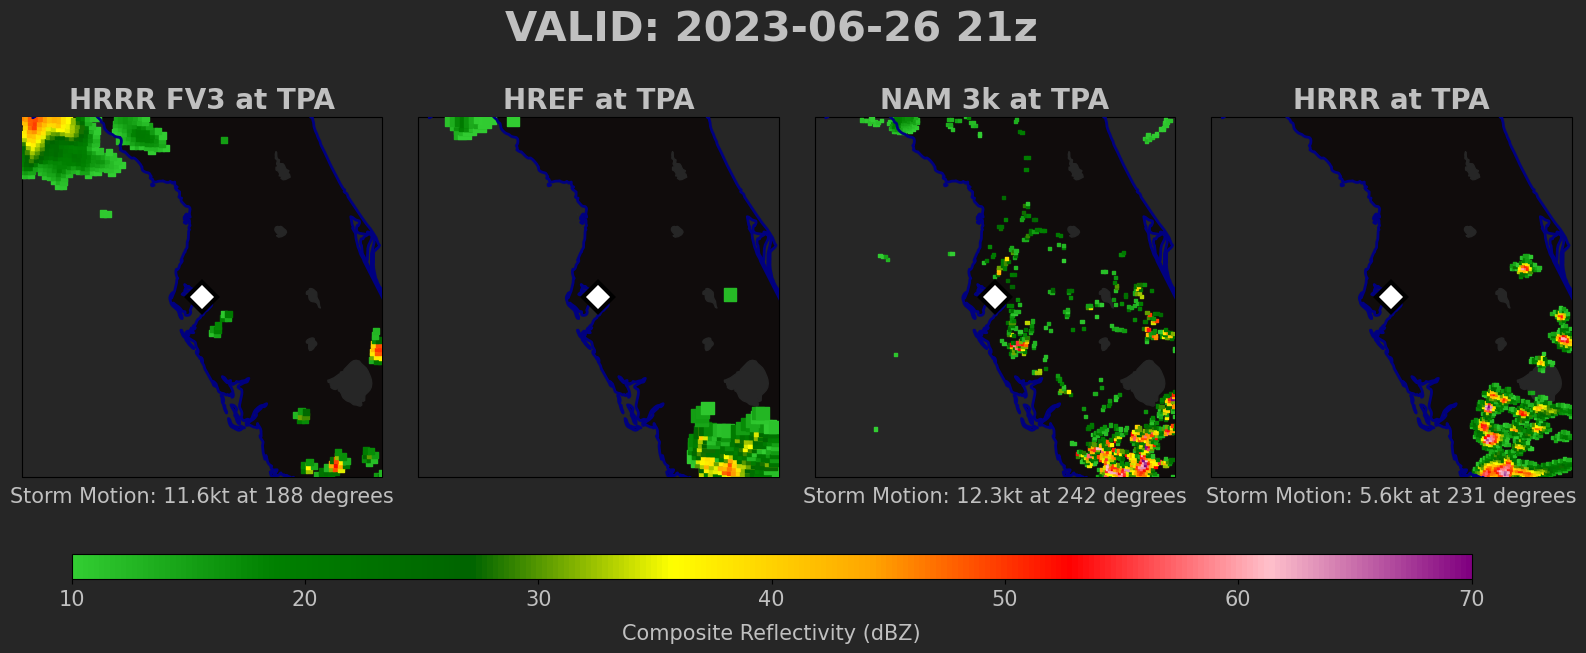 VALID: 2023-06-26 21z
HRRR FV3 at TPA
HREF at TPA
NAM 3k at TPA
HRRR at TPA
Storm Motion: 11.6kt at 188 degrees
Storm Motion: 12.3kt at 242 degrees
Storm Motion: 5.6kt at 231 degrees
10 20 30 40 50 60 70
Composite Reflectivity (dBZ)